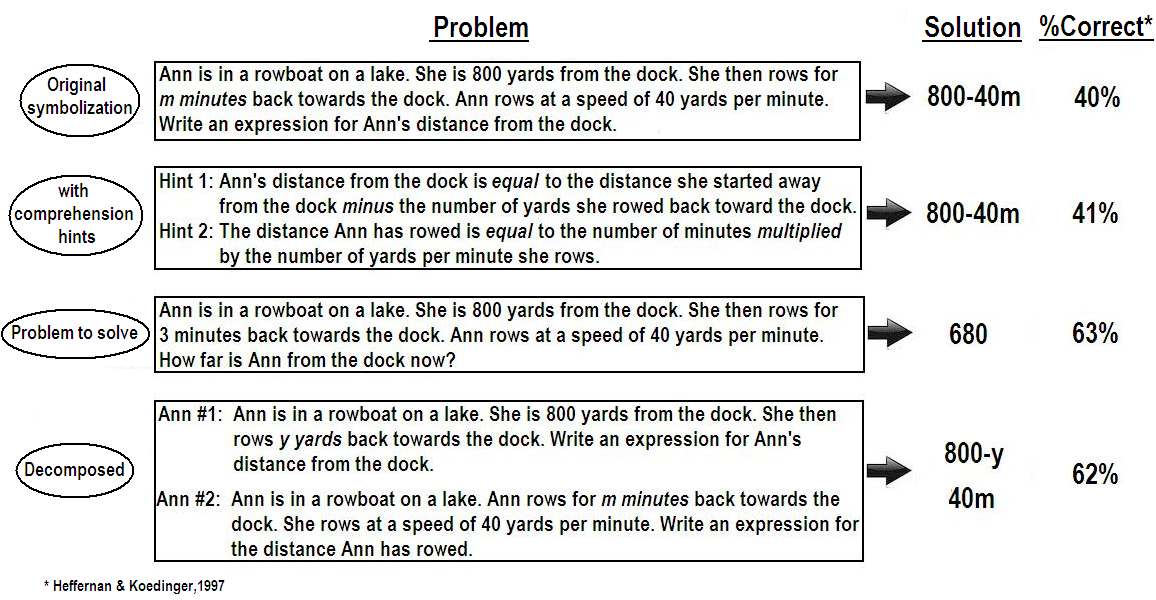 Problem Solution %Correct*
Original
symbolization
Ann is in a rowboat on a lake. She is 800 yards from the dock. She then rows for
m minutes back towards the dock. Ann rows at a speed of 40 yards per minute.
Write an expression for Ann's distance from the dock.
800-40m 40%
with
comprehension
hints
Hint 1: Ann's distance from the dock is equal to the distance she started away
from the dock minus the number of yards she rowed back toward the dock.
Hint 2: The distance Ann has rowed is equal to the number of minutes multiplied
by the number of yards per minute she rows.
800-40m 41%
Problem to solve
Ann is in a rowboat on a lake. She is 800 yards from the dock. She then rows for
3 minutes back towards the dock. Ann rows at a speed of 40 yards per minute.
How far is Ann from the dock now?
680 63%
Decomposed
Ann #1: Ann is in a rowboat on a lake. She is 800 yards from the dock. She then
rows y yards back towards the dock. Write an expression for Ann's
distance from the dock.
Ann #2: Ann is in a rowboat on a lake. Ann rows for m minutes back towards the
dock. She rows at a speed of 40 yards per minute. Write an expression for
the distance Ann has rowed.
800-y
40m
62%
* Heffernan & Koedinger,1997